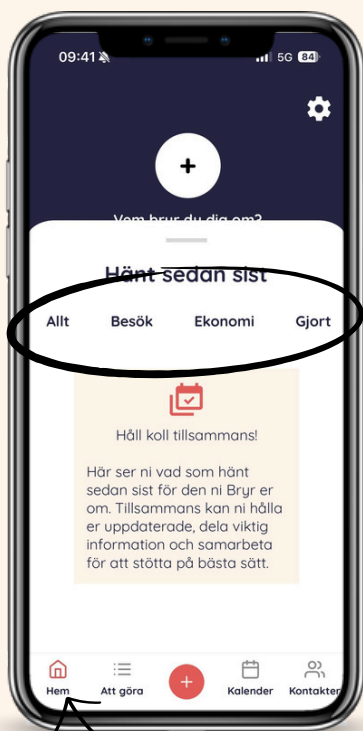 09:41 5G 84
+
Vem bryr du dig om?
Hänt sedan sist
Allt Besök Ekonomi Gjort
Håll koll tillsammans!
Här ser ni vad som hänt
sedan sist för den ni Bryr er
om. Tillsammans kan ni hålla
er uppdaterade, dela viktig
information och samarbeta
för att stötta på bästa sätt.
+
Hem Att göra Kalender Kontakter